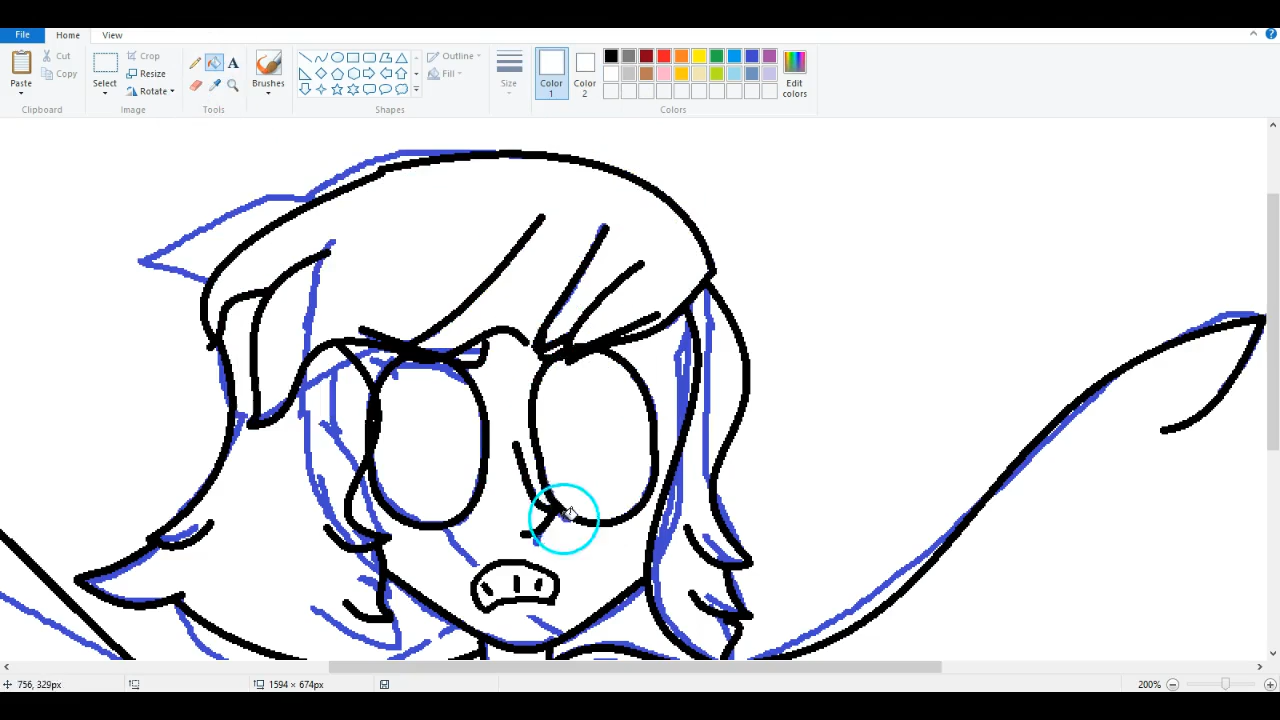 File Home View
Paste Cut Copy Clipboard
Select Crop Resize Rotate Image
A Tools
Brushes
Outline Fill Shapes
Size
Color 1 Color 2 Edit colors Colors
756, 329px 1594 × 674px 200%